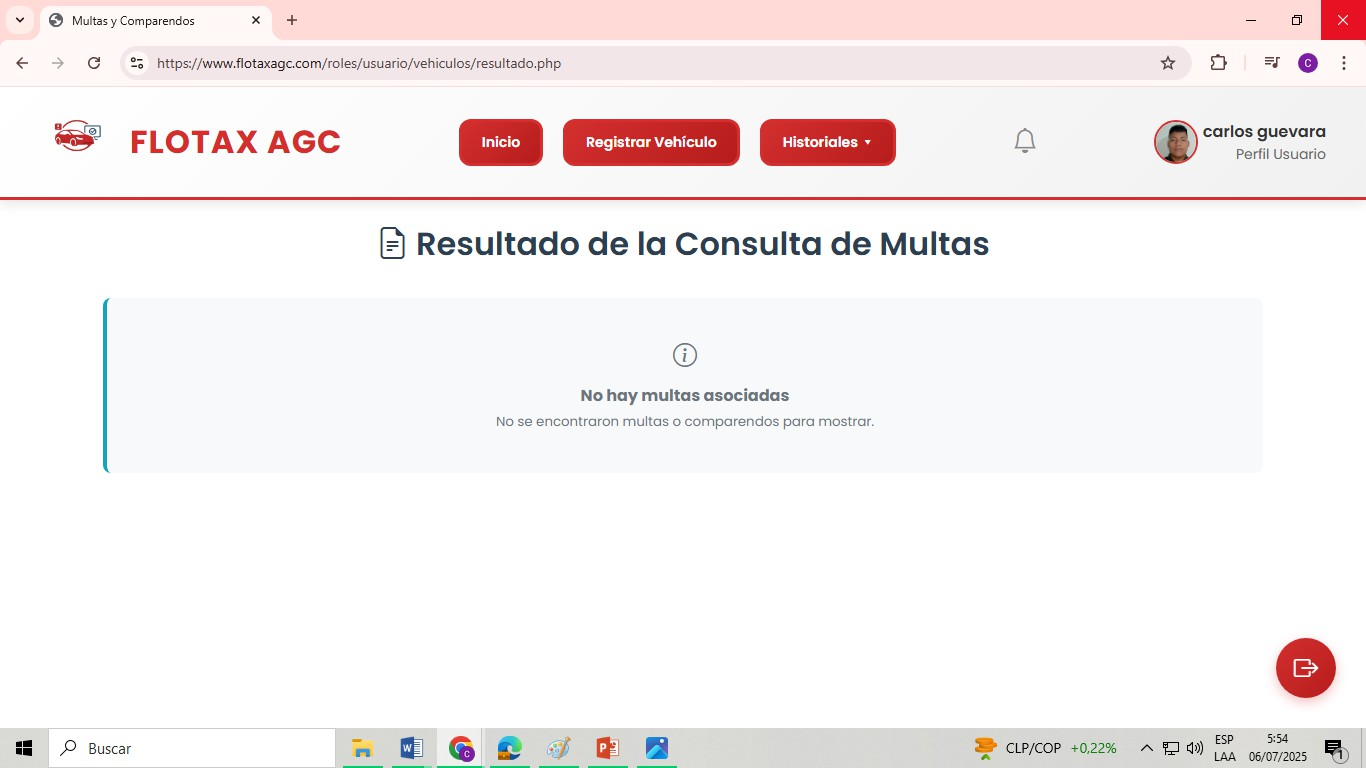 Multas y Comparendos
https://www.flotaxagc.com/roles/usuario/vehiculos/resultado.php
C
FLOTAX AGC
Inicio
Registrar Vehículo
Historiales
carlos guevara
Perfil Usuario
Resultado de la Consulta de Multas
No hay multas asociadas
No se encontraron multas o comparendos para mostrar.
Buscar
C
CLP/COP +0,22%
ESP
LAA
5:54
06/07/2025
1